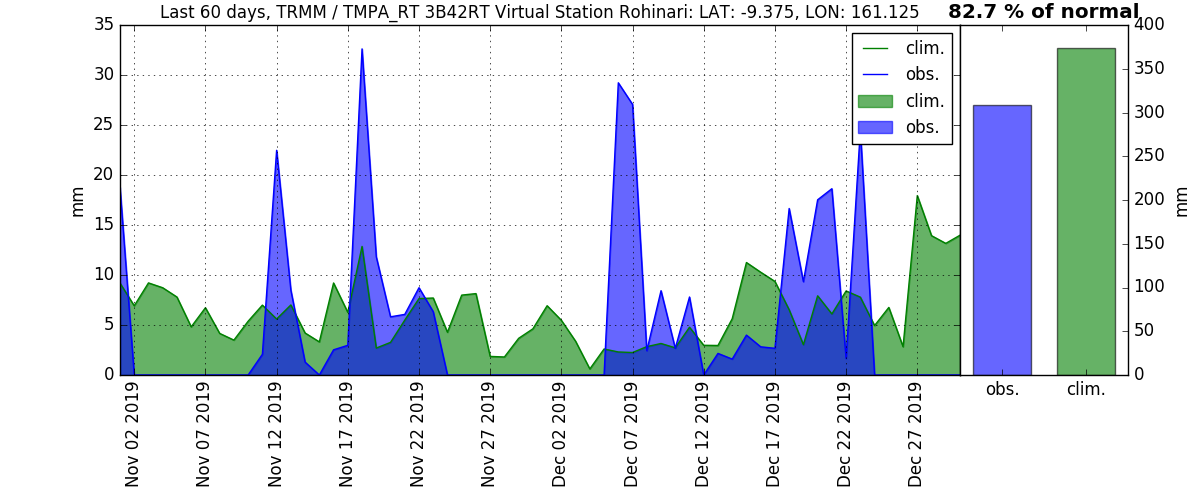 Last 60 days, TRMM / TMPA_RT 3B42RT Virtual Station Rohinari: LAT: -9.375, LON: 161.125
82.7 % of normal
35
30
25
20
15
10
5
0
mm
clim.
obs.
clim.
obs.
400
350
300
250
200
150
100
50
0
mm
Nov 02 2019
Nov 07 2019
Nov 12 2019
Nov 17 2019
Nov 22 2019
Nov 27 2019
Dec 02 2019
Dec 07 2019
Dec 12 2019
Dec 17 2019
Dec 22 2019
Dec 27 2019
obs.
clim.